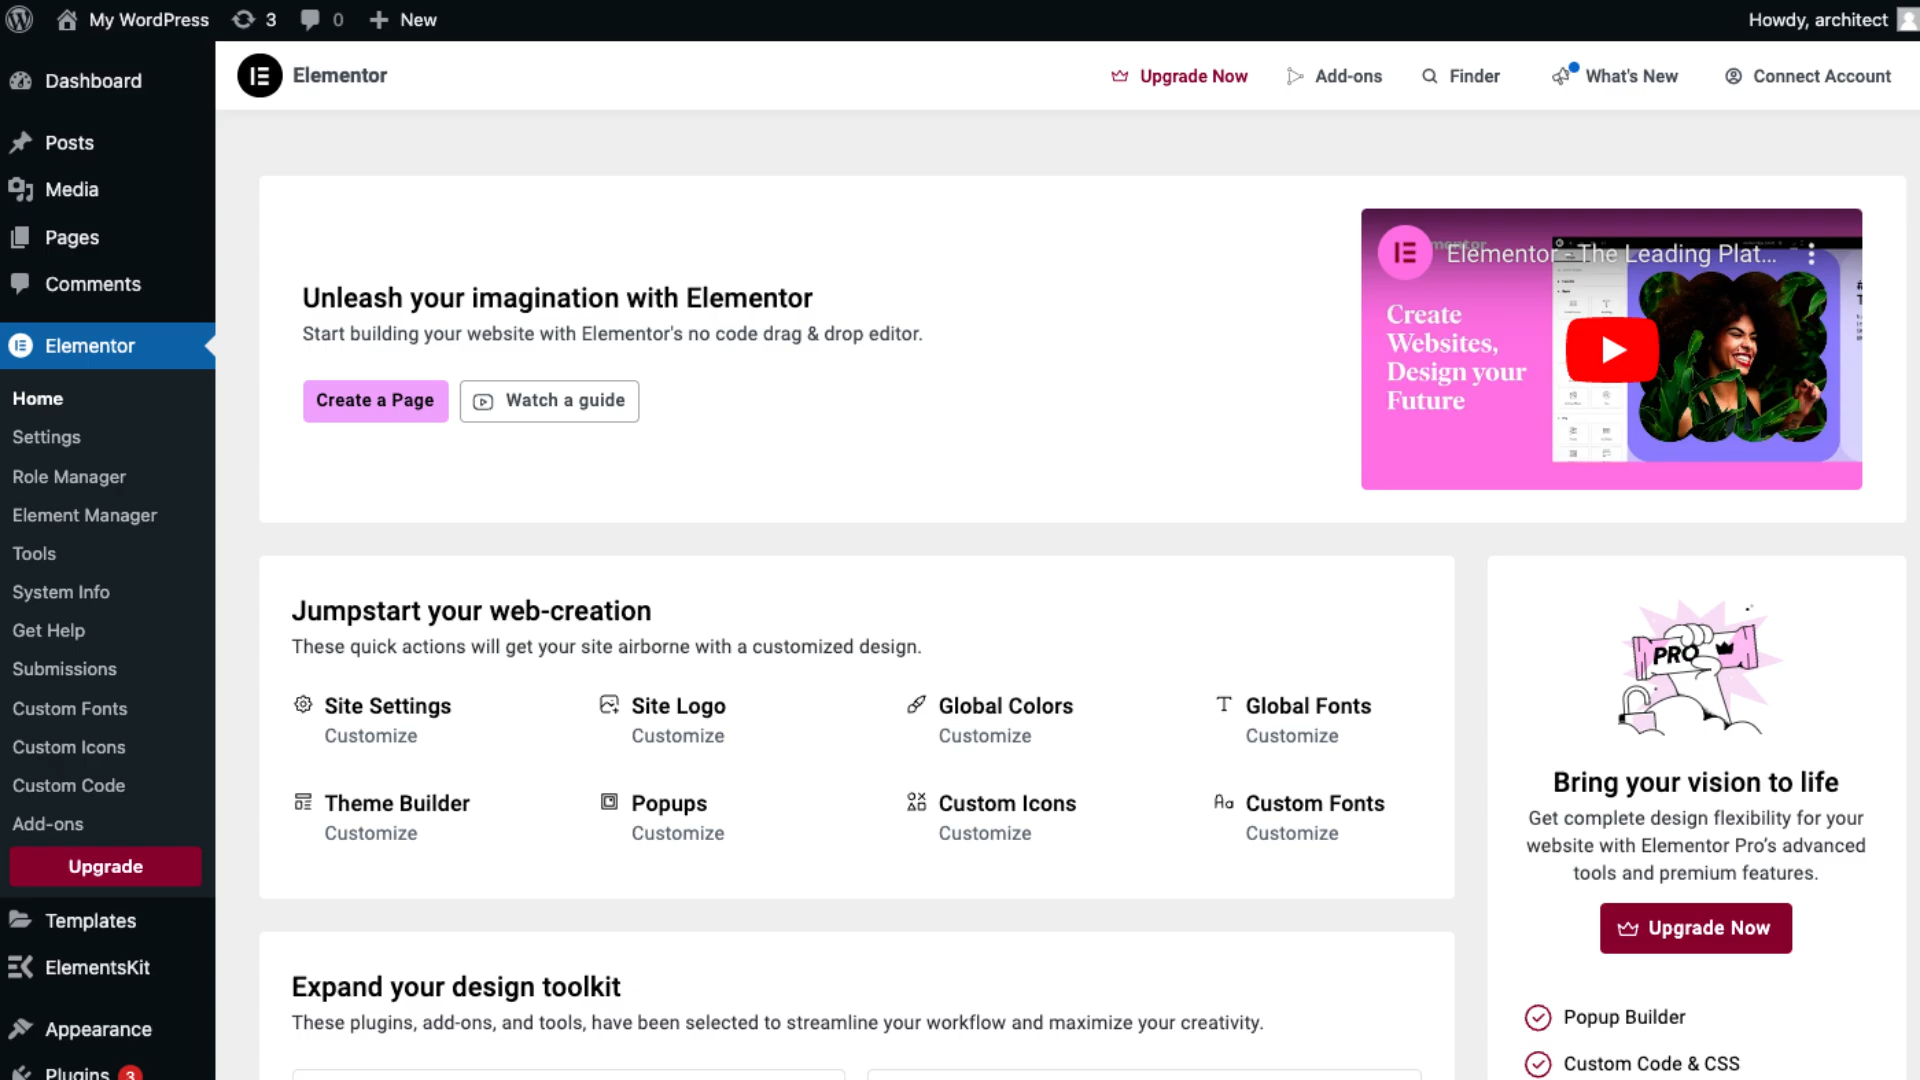 My WordPress 3 0 New Howdy, architect
Dashboard
Posts
Media
Pages
Comments
Elementor
Home
Settings
Role Manager
Element Manager
Tools
System Info
Get Help
Submissions
Custom Fonts
Custom Icons
Custom Code
Add-ons
Upgrade
Templates
ElementsKit
Appearance
Plugins 3
Elementor
Upgrade Now Add-ons Finder What's New Connect Account
Unleash your imagination with Elementor
Start building your website with Elementor's no code drag & drop editor.
Create a Page Watch a guide
Elementor - The Leading Plat...
Create
Websites,
Design your
Future
Jumpstart your web-creation
These quick actions will get your site airborne with a customized design.
Site Settings Site Logo Global Colors Global Fonts
Customize Customize Customize Customize
Theme Builder Popups Custom Icons Custom Fonts
Customize Customize Customize Customize
PRO
Bring your vision to life
Get complete design flexibility for your
website with Elementor Pro's advanced
tools and premium features.
Upgrade Now
Popup Builder
Custom Code & CSS
Expand your design toolkit
These plugins, add-ons, and tools, have been selected to streamline your workflow and maximize your creativity.